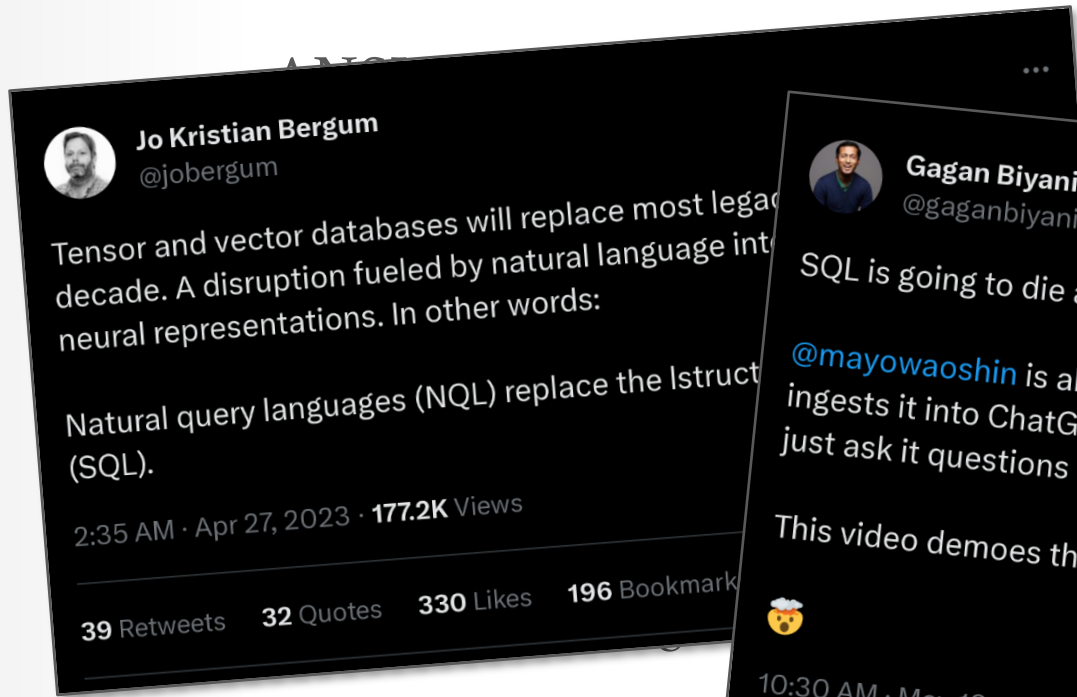 Jo Kristian Bergum
@jobergum
Tensor and vector databases will replace most
decade. A disruption fueled by natural language
neural representations. In other words:
Natural query languages (NQL) replace the
(SQL).
2:35 AM · Apr 27, 2023 · 177.2K Views
39 Retweets 32 Quotes 330 Likes 196 Bookmark
Gagan Biyani
@gaganbiyani
SQL is going to die
@mayowaoshin is
ingests it into
just ask it questions
This video demoes
10:30 AM ·